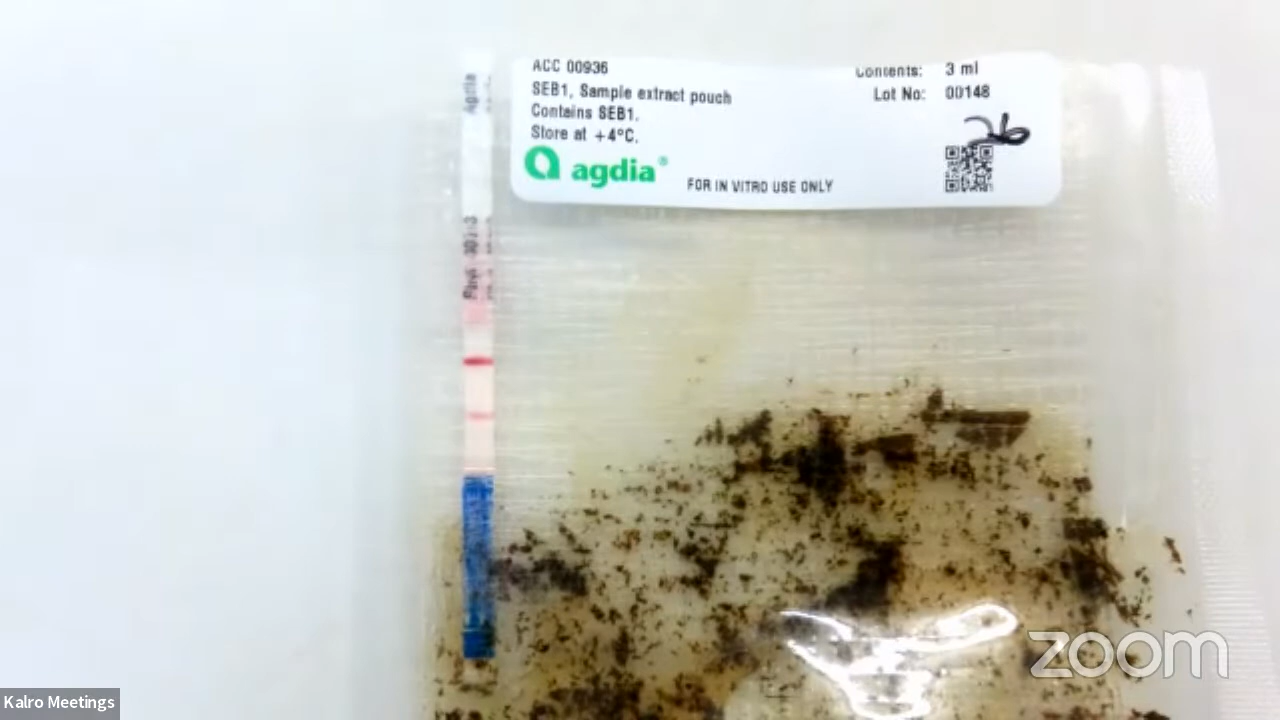 ACC 00936
SEB1, Sample extract pouch
Contains SEB1.
Store at +4°C.
agdia®
FOR IN VITRO USE ONLY
Contents: 3 ml
Lot No: 00148
26
Agdia
zoom
Kalro Meetings